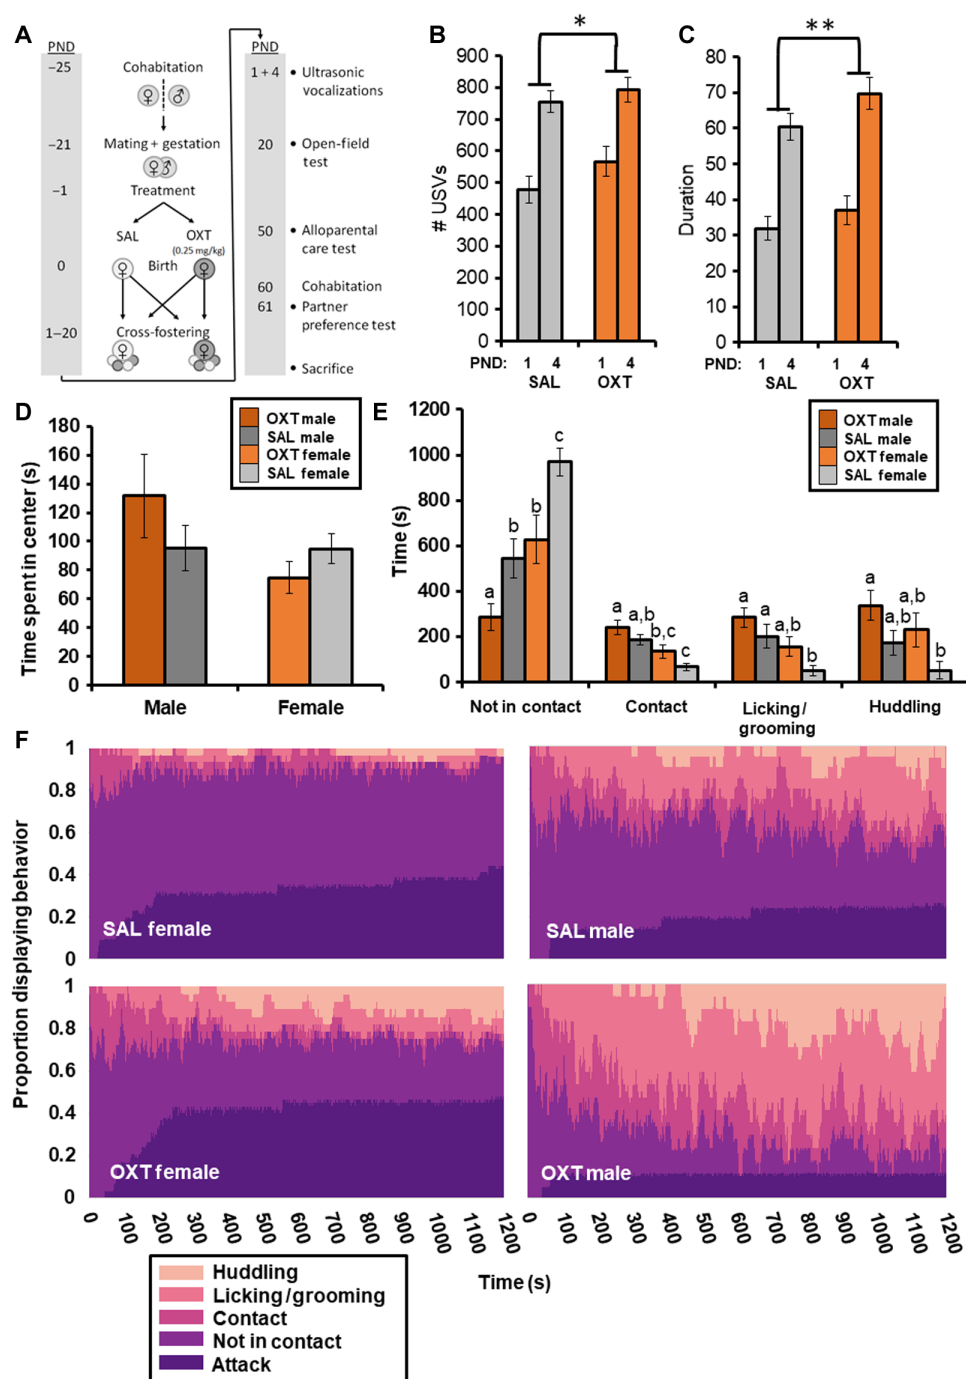 A
PND
−25
Cohabitation
♀ ♂
−21
Mating + gestation
♀♂
−1
Treatment
SAL OXT
(0.25 mg/kg)
0
Birth
♀ ♀
1–20
Cross-fostering
♀ ♀
PND
1 + 4 • Ultrasonic
vocalizations
20 • Open-field
test
50 • Alloparental
care test
60 Cohabitation
61 • Partner
preference test
• Sacrifice
B
*
# USVs
900
800
700
600
500
400
300
200
100
0
PND: 1 4 1 4
SAL OXT
C
**
Duration
80
70
60
50
40
30
20
10
0
PND: 1 4 1 4
SAL OXT
D
OXT male
SAL male
OXT female
SAL female
Time spent in center (s)
180
160
140
120
100
80
60
40
20
0
Male Female
E
OXT male
SAL male
OXT female
SAL female
Time (s)
1200
1000
800
600
400
200
0
a b b c
a a,b b,c c
a a a,b b
a a,b a,b b
Not in contact Contact Licking/ Huddling
grooming
F
Proportion displaying behavior
1
0.8
0.6
0.4
0.2
0
SAL female
SAL male
1
0.8
0.6
0.4
0.2
0
OXT female
OXT male
0 100 200 300 400 500 600 700 800 900 1000 1100 1200
0 100 200 300 400 500 600 700 800 900 1000 1100 1200
Time (s)
Huddling
Licking/grooming
Contact
Not in contact
Attack